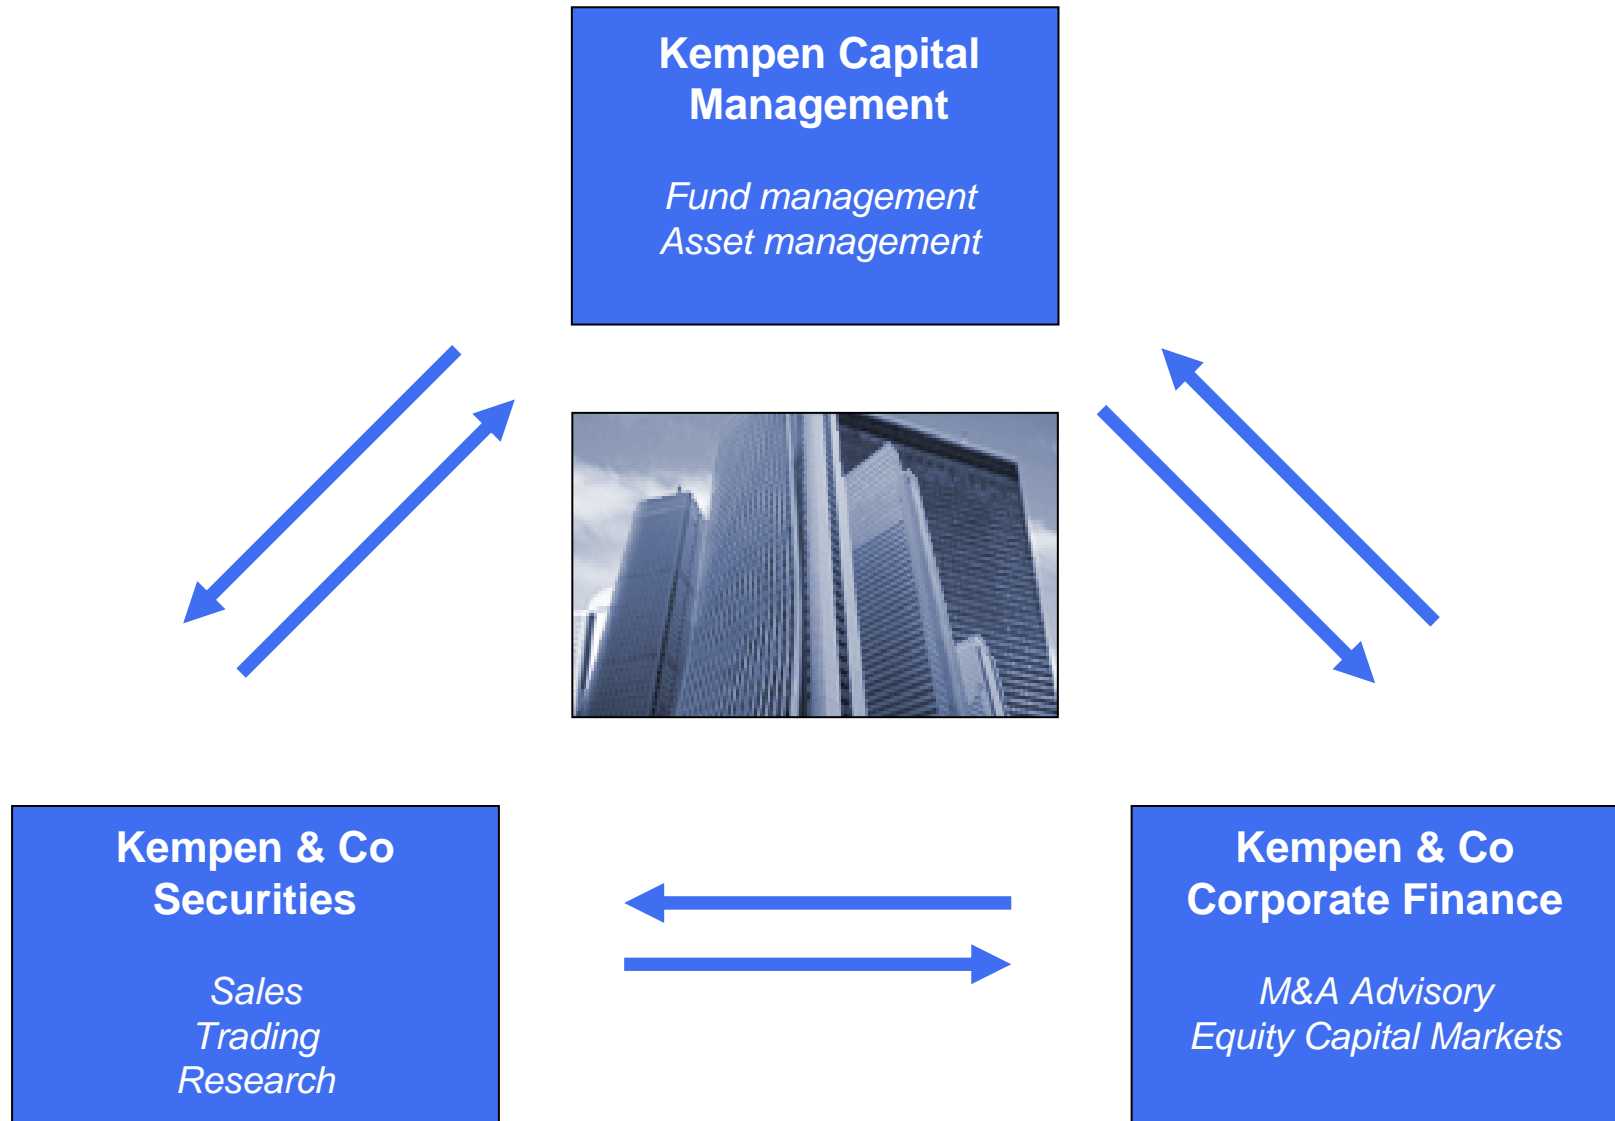 Kempen Capital
Management
Fund management
Asset management
Kempen & Co
Securities
Sales
Trading
Research
Kempen & Co
Corporate Finance
M&A Advisory
Equity Capital Markets